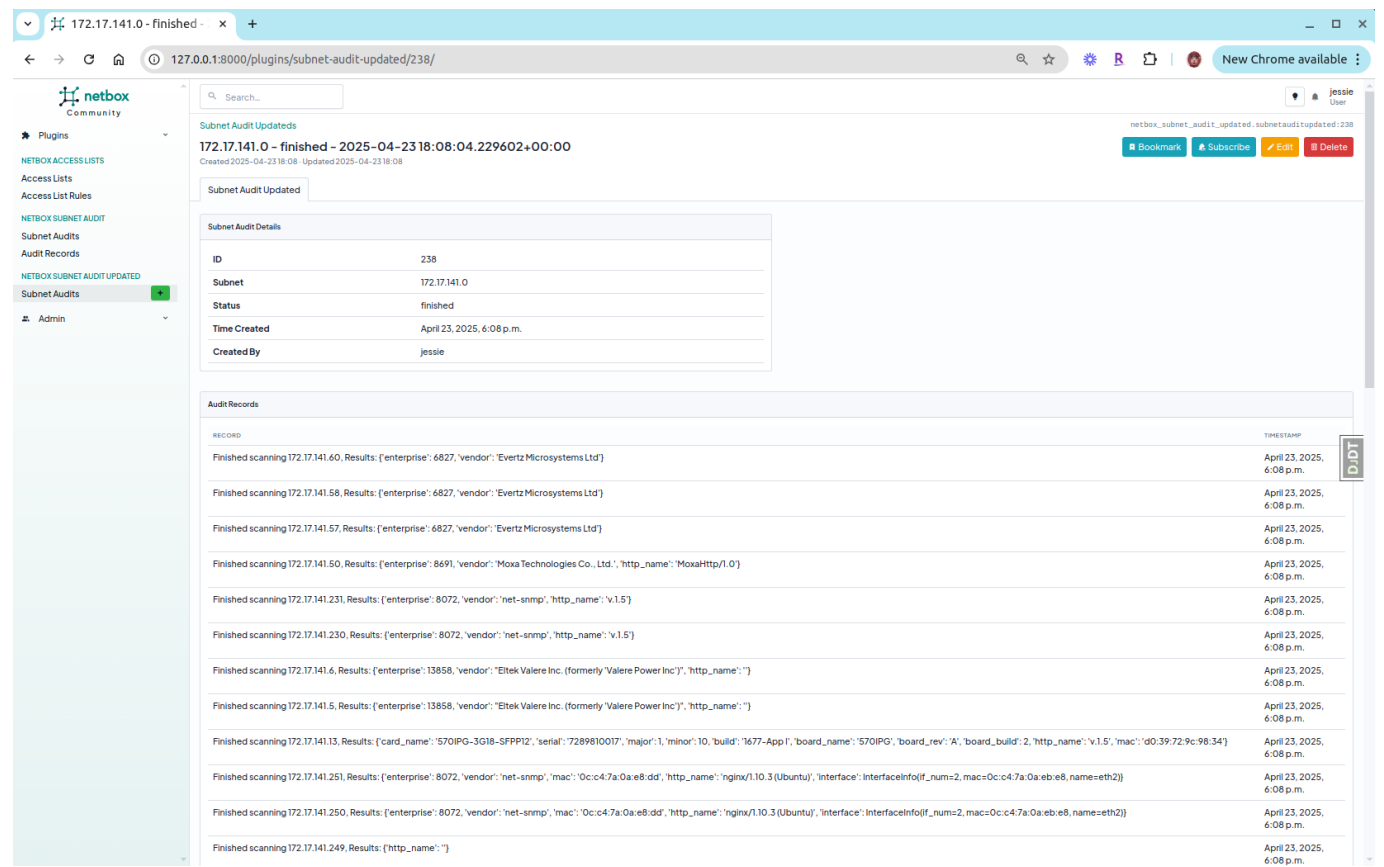 172.17.141.0 - finished -
127.0.0.1:8000/plugins/subnet-audit-updated/238/
New Chrome available
netbox
Community
Search...
jessie
User
Plugins
NETBOX ACCESS LISTS
Access Lists
Access List Rules
NETBOX SUBNET AUDIT
Subnet Audits
Audit Records
NETBOX SUBNET AUDIT UPDATED
Subnet Audits
+
Admin
Subnet Audit Updateds
netbox_subnet_audit_updated.subnetauditupdated:238
172.17.141.0 - finished - 2025-04-23 18:08:04.229602+00:00
Created 2025-04-23 18:08 · Updated 2025-04-23 18:08
Bookmark
Subscribe
Edit
Delete
Subnet Audit Updated
Subnet Audit Details
ID 238
Subnet 172.17.141.0
Status finished
Time Created April 23, 2025, 6:08 p.m.
Created By jessie
Audit Records
RECORD TIMESTAMP
Finished scanning 172.17.141.60, Results: {'enterprise': 6827, 'vendor': 'Evertz Microsystems Ltd'} April 23, 2025,
6:08 p.m.
Finished scanning 172.17.141.58, Results: {'enterprise': 6827, 'vendor': 'Evertz Microsystems Ltd'} April 23, 2025,
6:08 p.m.
Finished scanning 172.17.141.57, Results: {'enterprise': 6827, 'vendor': 'Evertz Microsystems Ltd'} April 23, 2025,
6:08 p.m.
Finished scanning 172.17.141.50, Results: {'enterprise': 8691, 'vendor': 'Moxa Technologies Co., Ltd.', 'http_name': 'MoxaHttp/1.0'} April 23, 2025,
6:08 p.m.
Finished scanning 172.17.141.231, Results: {'enterprise': 8072, 'vendor': 'net-snmp', 'http_name': 'v.1.5'} April 23, 2025,
6:08 p.m.
Finished scanning 172.17.141.230, Results: {'enterprise': 8072, 'vendor': 'net-snmp', 'http_name': 'v.1.5'} April 23, 2025,
6:08 p.m.
Finished scanning 172.17.141.6, Results: {'enterprise': 13858, 'vendor': "Eltek Valere Inc. (formerly 'Valere Power Inc')", 'http_name': ''} April 23, 2025,
6:08 p.m.
Finished scanning 172.17.141.5, Results: {'enterprise': 13858, 'vendor': "Eltek Valere Inc. (formerly 'Valere Power Inc')", 'http_name': ''} April 23, 2025,
6:08 p.m.
Finished scanning 172.17.141.13, Results: {'card_name': '570IPG-3G18-SFPP12', 'serial': '7289810017', 'major': 1, 'minor': 10, 'build': '1677-App I', 'board_name': '570IPG', 'board_rev': 'A', 'board_build': 2, 'http_name': 'v.1.5', 'mac': 'd0:39:72:9c:98:34'} April 23, 2025,
6:08 p.m.
Finished scanning 172.17.141.251, Results: {'enterprise': 8072, 'vendor': 'net-snmp', 'mac': '0c:c4:7a:0a:e8:dd', 'http_name': 'nginx/1.10.3 (Ubuntu)', 'interface': InterfaceInfo(if_num=2, mac=0c:c4:7a:0a:eb:e8, name=eth2)} April 23, 2025,
6:08 p.m.
Finished scanning 172.17.141.250, Results: {'enterprise': 8072, 'vendor': 'net-snmp', 'mac': '0c:c4:7a:0a:e8:dd', 'http_name': 'nginx/1.10.3 (Ubuntu)', 'interface': InterfaceInfo(if_num=2, mac=0c:c4:7a:0a:eb:e8, name=eth2)} April 23, 2025,
6:08 p.m.
Finished scanning 172.17.141.249, Results: {'http_name': ''} April 23, 2025,
6:08 p.m.
DJDT